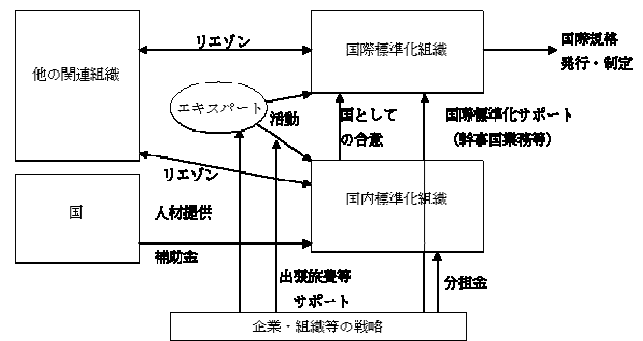 リエゾン
国際標準化組織
国際規格
発行・制定
他の関連組織
エキスパート
活動
国として
の合意
国際標準化サポート
（幹事国業務等）
リエゾン
国
人材提供
国内標準化組織
補助金
出張旅費等
サポート
分担金
企業・組織等の戦略